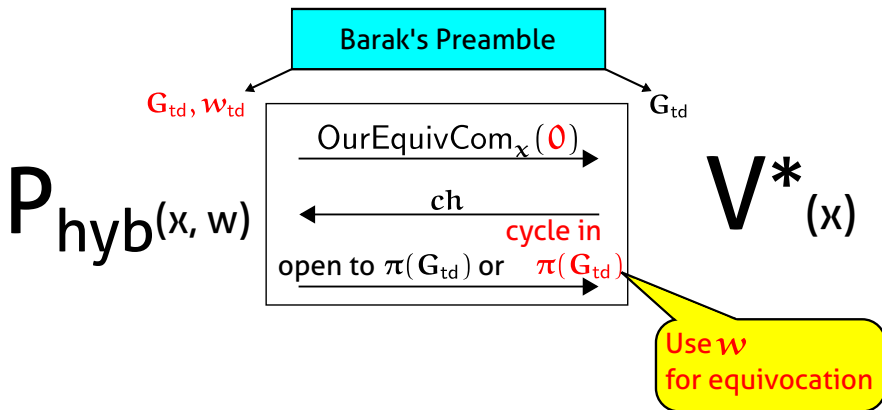 Barak's Preamble
G_td, w_td
G_td
OurEquivCom_x(0)
P_hyb(x, w)
ch
V*(x)
cycle in
open to π(G_td) or π(G_td)
Use w
for equivocation